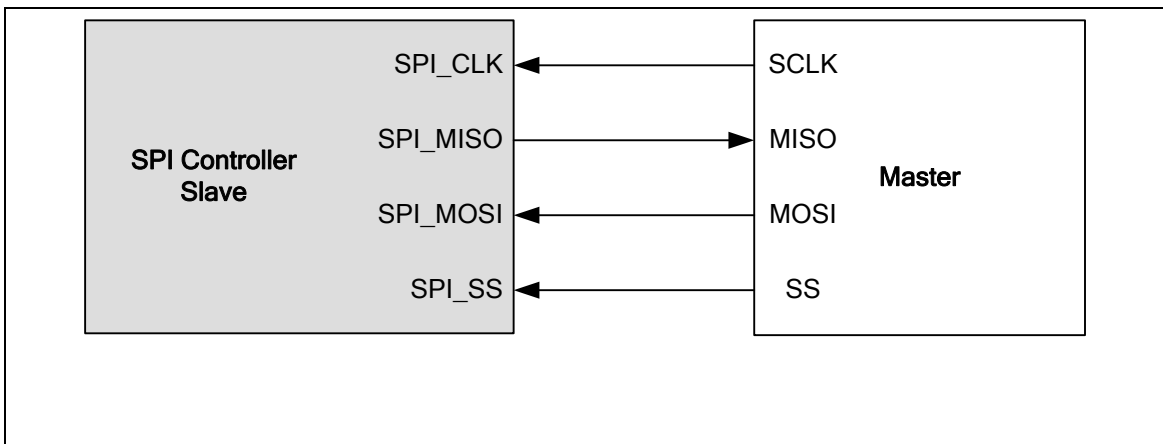 SPI_CLK
SCLK
SPI_MISO
MISO
SPI Controller
Slave
Master
SPI_MOSI
MOSI
SPI_SS
SS